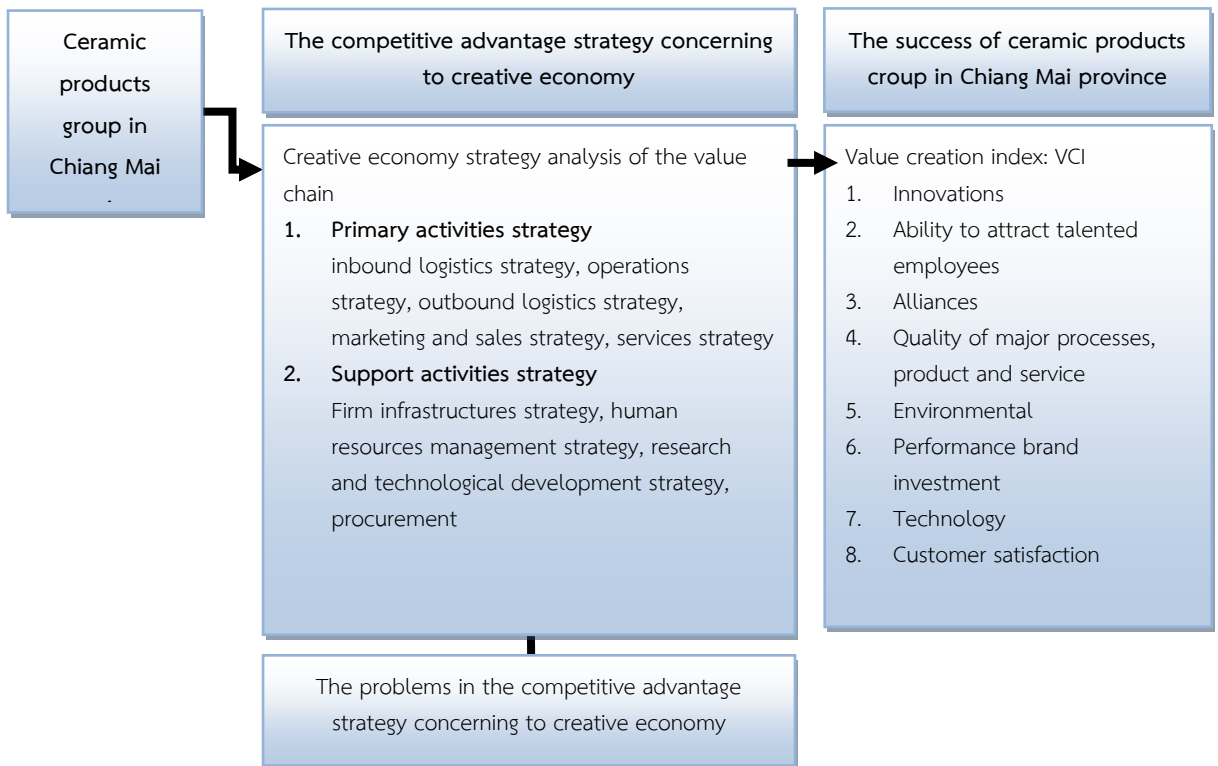 Ceramic
products
group in
Chiang Mai
The competitive advantage strategy concerning
to creative economy
The success of ceramic products
croup in Chiang Mai province
Creative economy strategy analysis of the value
chain
1. Primary activities strategy
inbound logistics strategy, operations
strategy, outbound logistics strategy,
marketing and sales strategy, services strategy
2. Support activities strategy
Firm infrastructures strategy, human
resources management strategy, research
and technological development strategy,
procurement
Value creation index: VCI
1. Innovations
2. Ability to attract talented
employees
3. Alliances
4. Quality of major processes,
product and service
5. Environmental
6. Performance brand
investment
7. Technology
8. Customer satisfaction
The problems in the competitive advantage
strategy concerning to creative economy